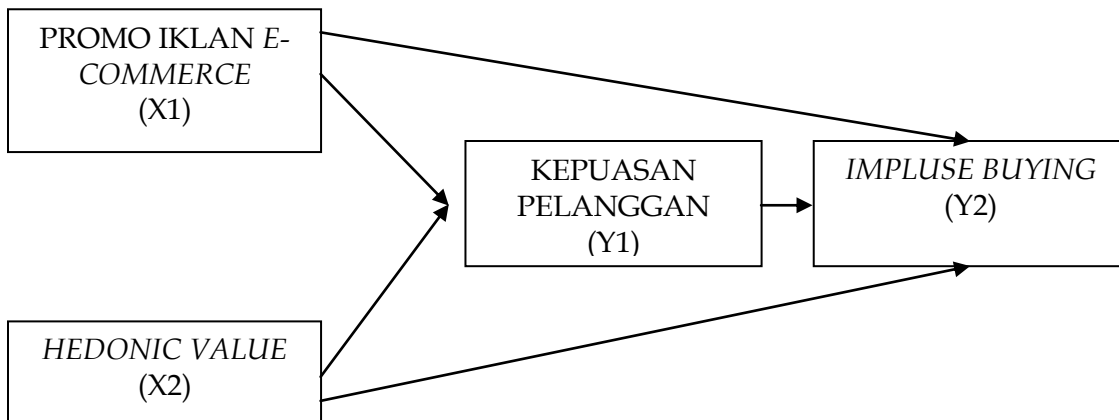 PROMO IKLAN E-
COMMERCE
(X1)
KEPUASAN
PELANGGAN
(Y1)
IMPLUSE BUYING
(Y2)
HEDONIC VALUE
(X2)